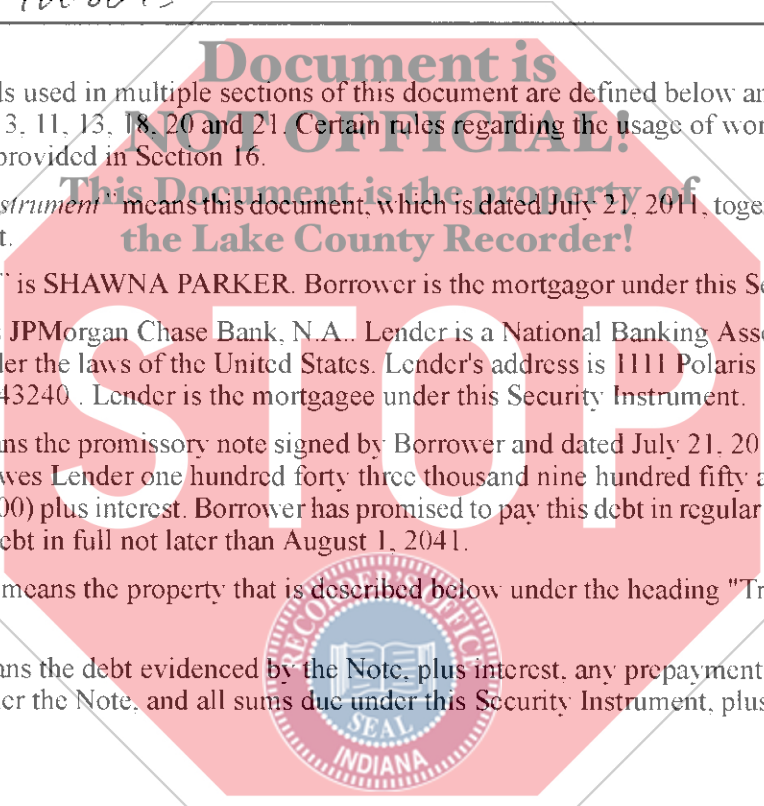 Document is
ls used in multiple sections of this document are defined below an
3, 11, 13, 18, 20 and 21. Certain rules regarding the usage of wor
NOT OFFICIAL!
provided in Section 16.
This Document is the property of
strument" means this document, which is dated July 21, 2011, toge
t.
the Lake County Recorder!
" is SHAWNA PARKER. Borrower is the mortgagor under this Se
s JPMorgan Chase Bank, N.A.. Lender is a National Banking Asso
ler the laws of the United States. Lender's address is 1111 Polaris
43240 . Lender is the mortgagee under this Security Instrument.
STOP
ns the promissory note signed by Borrower and dated July 21, 20
wes Lender one hundred forty three thousand nine hundred fifty a
00) plus interest. Borrower has promised to pay this debt in regular
ebt in full not later than August 1, 2041.
means the property that is described below under the heading "Tr
RECORDER'S OFFICE
ans the debt evidenced by the Note, plus interest, any prepayment
er the Note, and all sums due under this Security Instrument, plus
SEAL
INDIANA